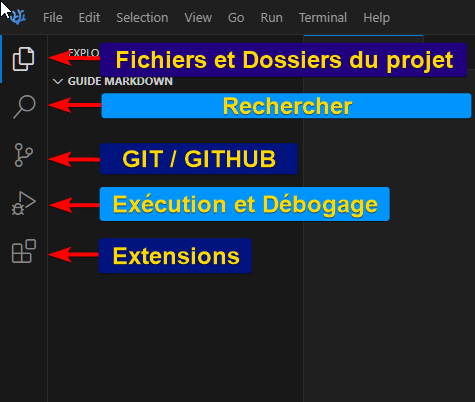 File Edit Selection View Go Run Terminal Help
EXPLO
Fichiers et Dossiers du projet
GUIDE MARKDOWN
Rechercher
GIT / GITHUB
Exécution et Débogage
Extensions